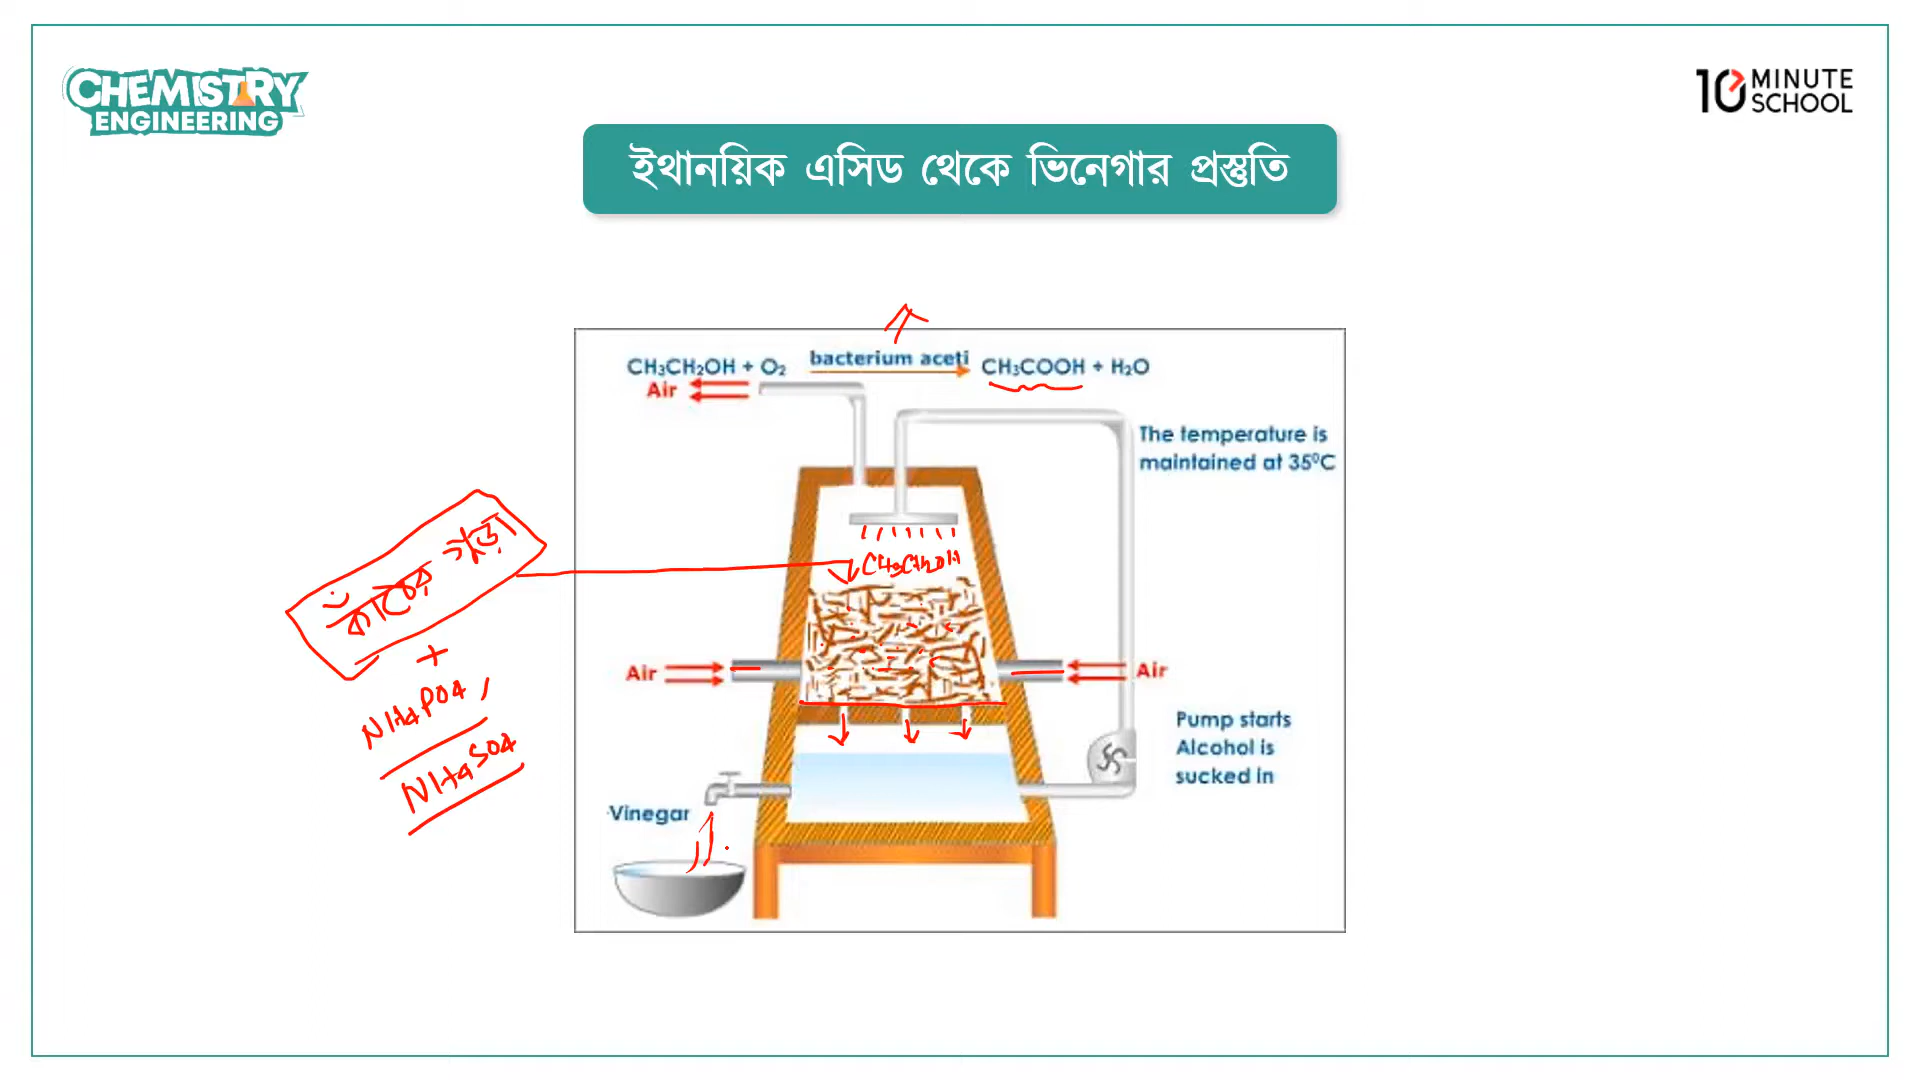 CHEMISTRY
ENGINEERING
10 MINUTE
SCHOOL
ইথানয়িক এসিড থেকে ভিনেগার প্রস্তুতি
CH₃CH₂OH + O₂ bacterium aceti CH₃COOH + H₂O
Air
The temperature is
maintained at 35⁰C
CH₃CH₂OH
কাঠের গুড়া
+
NH₄PO₄,
NH₄SO₄
Air
Air
Pump starts
Alcohol is
sucked in
Vinegar